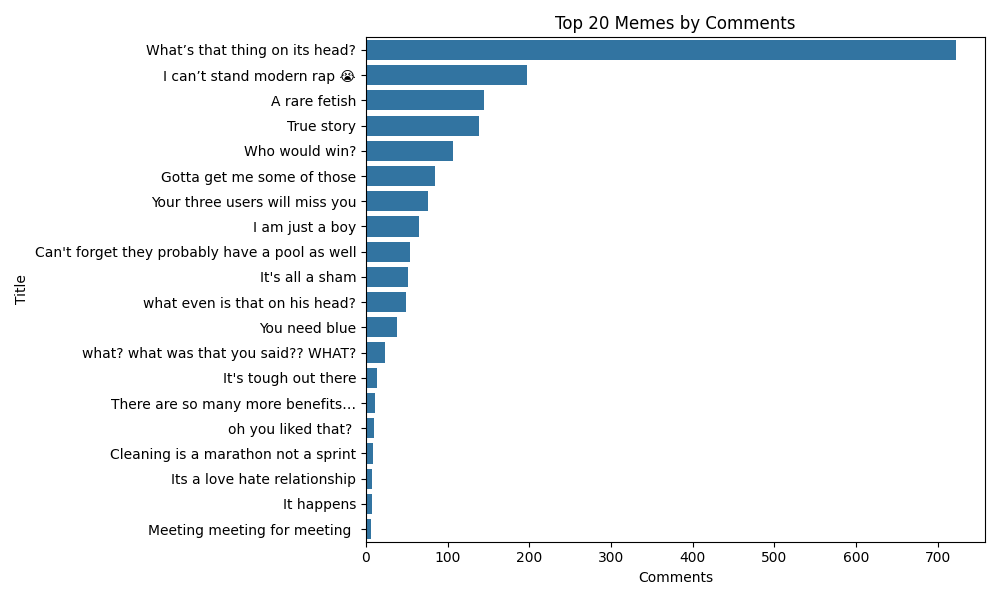 Top 20 Memes by Comments
Title
What’s that thing on its head?
I can’t stand modern rap 😭
A rare fetish
True story
Who would win?
Gotta get me some of those
Your three users will miss you
I am just a boy
Can't forget they probably have a pool as well
It's all a sham
what even is that on his head?
You need blue
what? what was that you said?? WHAT?
It's tough out there
There are so many more benefits…
oh you liked that?
Cleaning is a marathon not a sprint
Its a love hate relationship
It happens
Meeting meeting for meeting
0 100 200 300 400 500 600 700
Comments